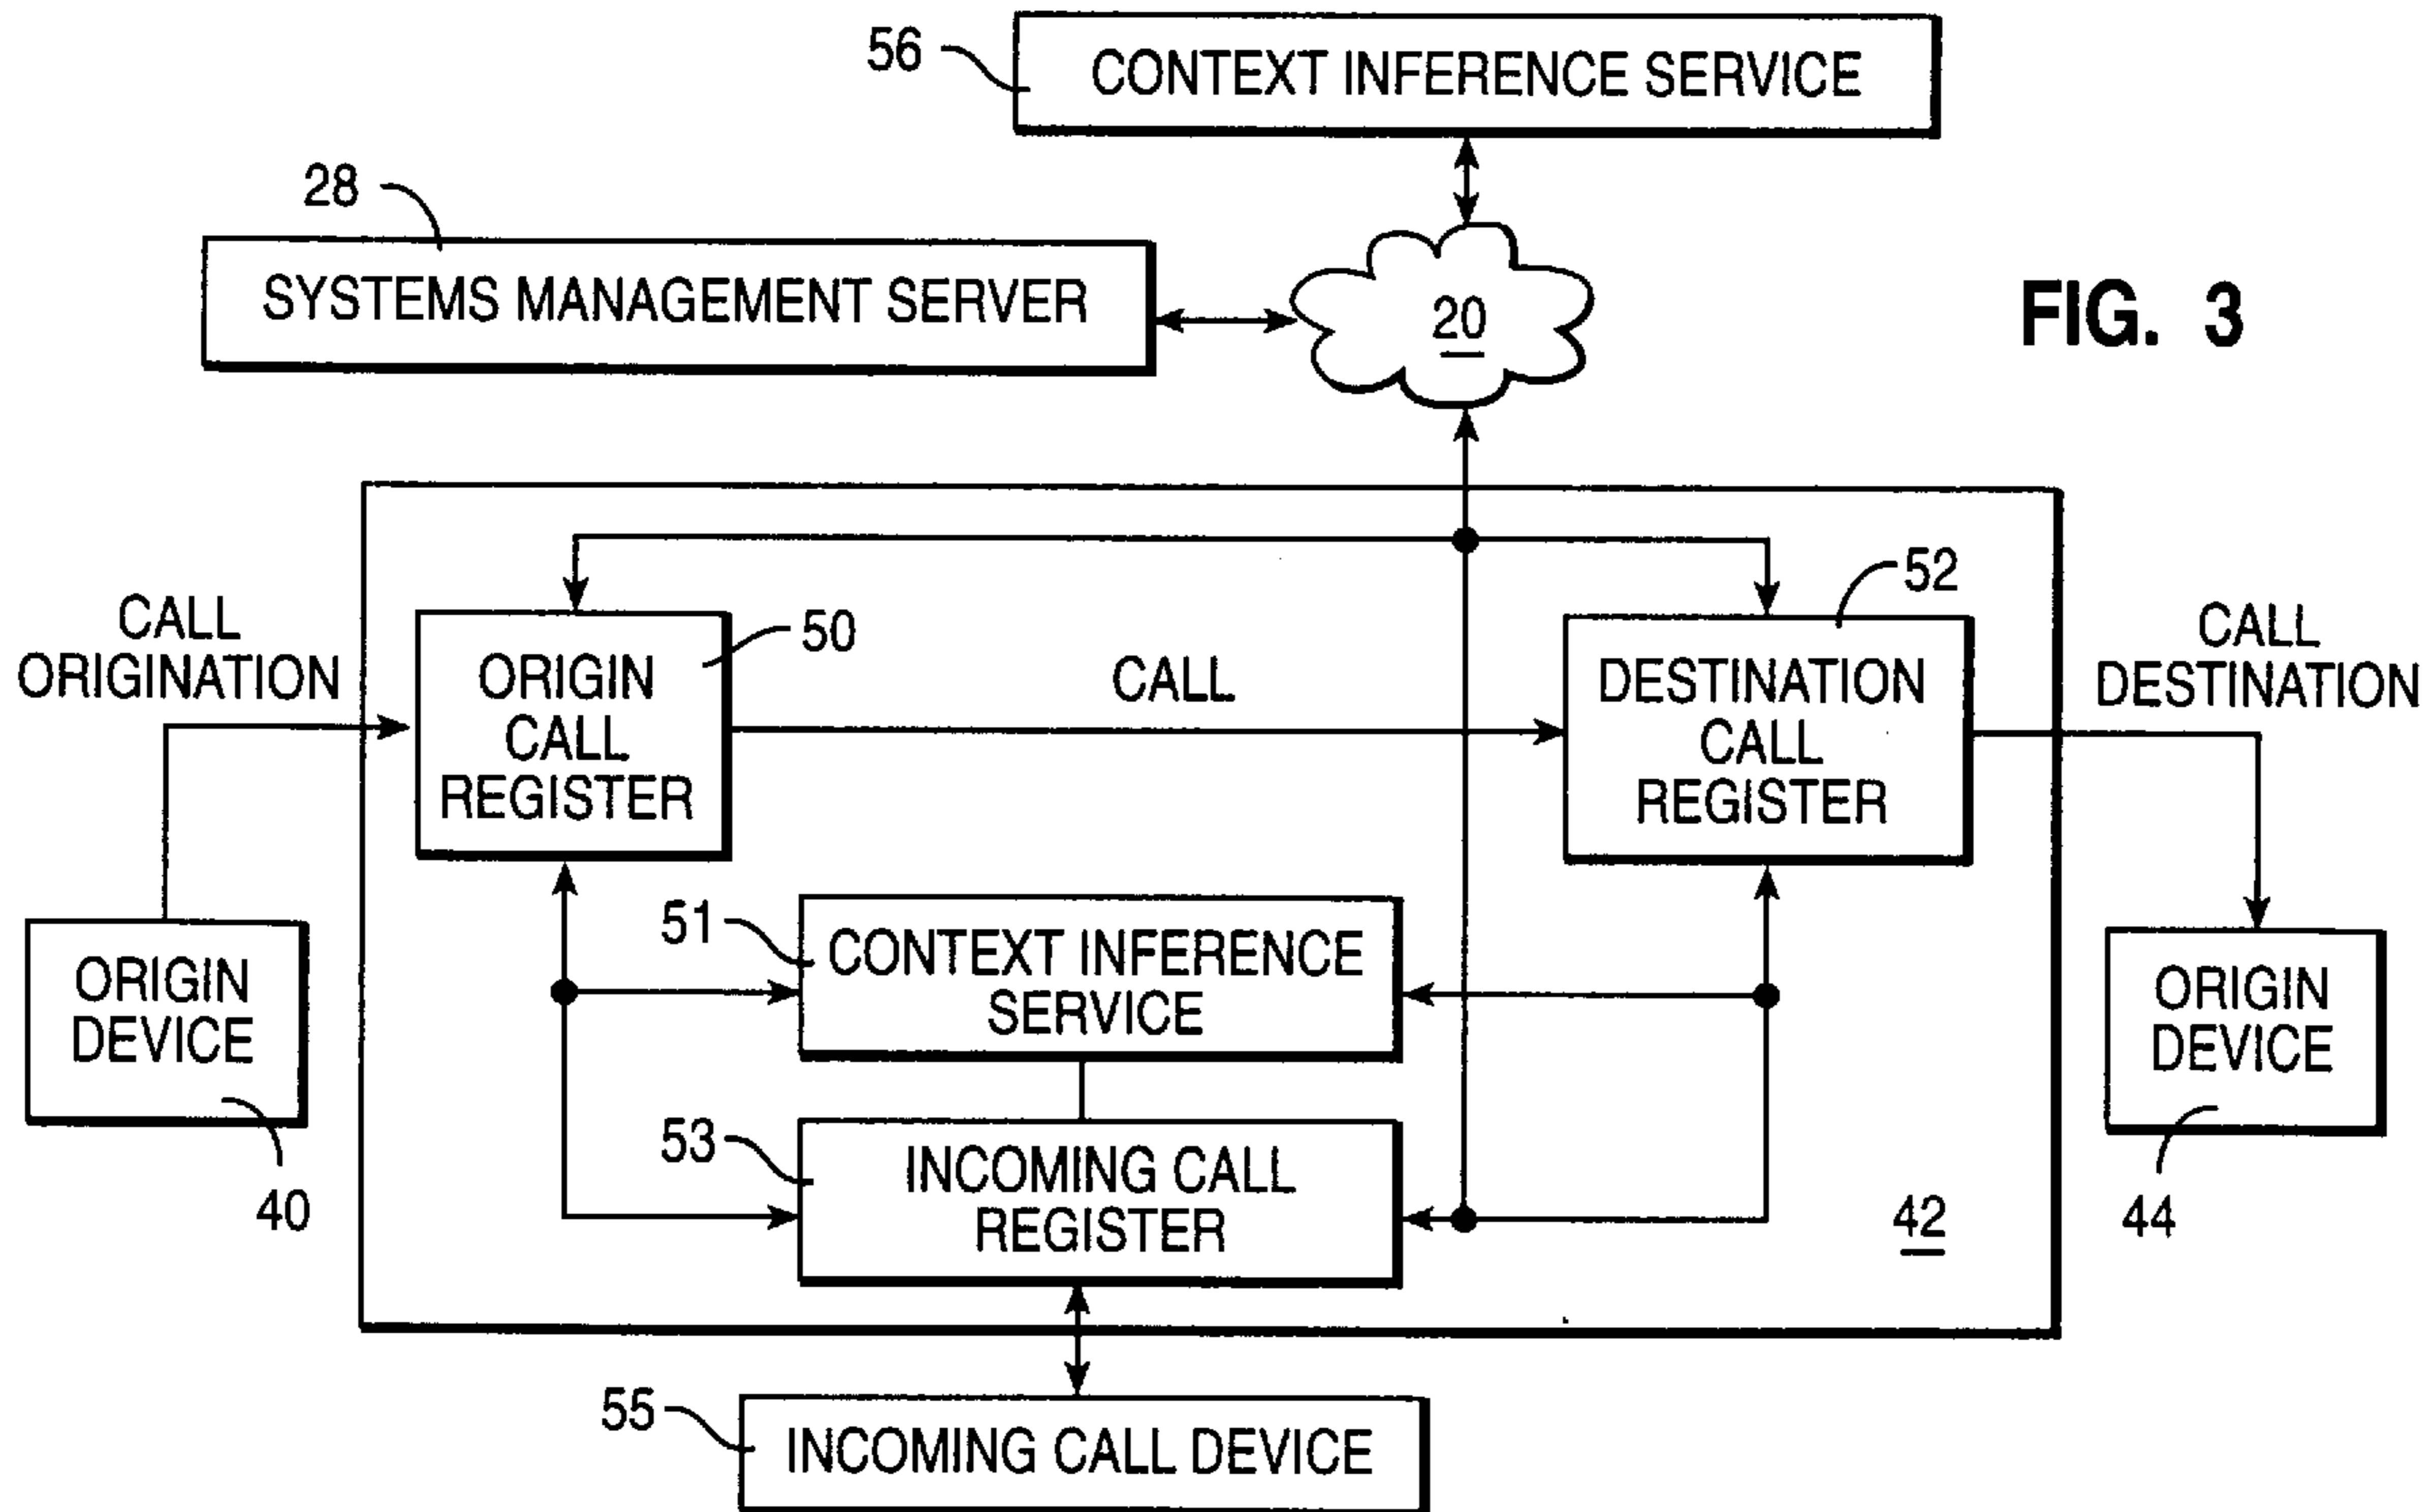 56
CONTEXT INFERENCE SERVICE
28
SYSTEMS MANAGEMENT SERVER
20
FIG. 3
CALL
ORIGINATION
50
ORIGIN
CALL
REGISTER
CALL
52
DESTINATION
CALL
REGISTER
CALL
DESTINATION
ORIGIN
DEVICE
40
51
CONTEXT INFERENCE
SERVICE
53
INCOMING CALL
REGISTER
42
ORIGIN
DEVICE
44
55
INCOMING CALL DEVICE